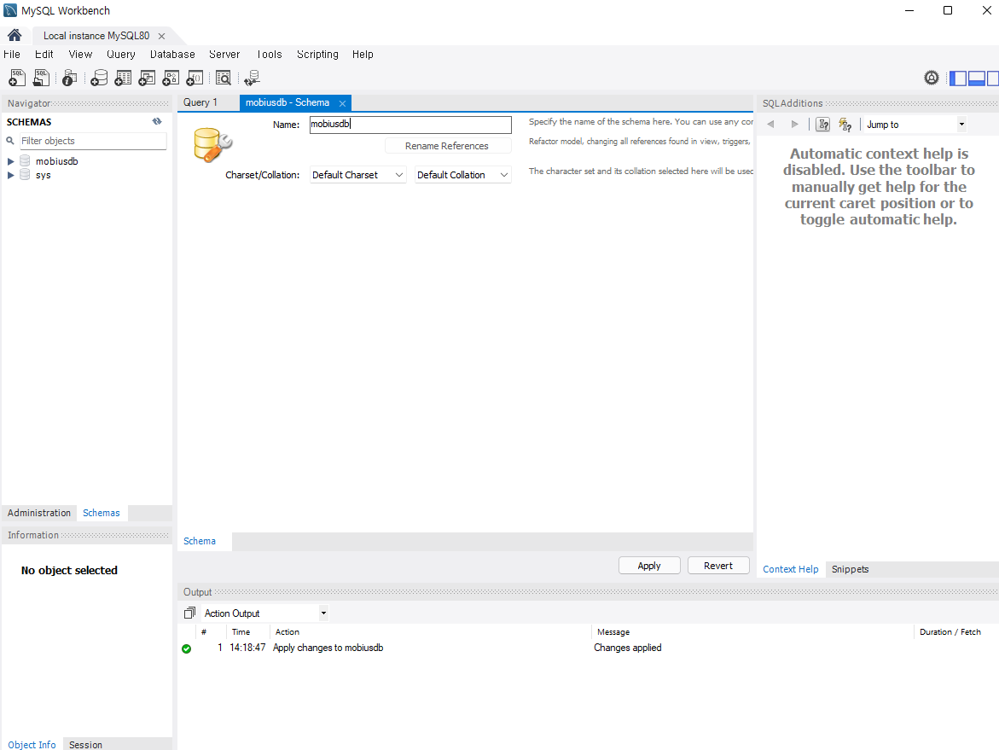 MySQL Workbench
Local instance MySQL80
File Edit View Query Database Server Tools Scripting Help
Navigator
SCHEMAS
Filter objects
mobiusdb
sys
Administration Schemas
Information
No object selected
Object Info Session
Query 1 mobiusdb - Schema
Name: mobiusdb
Specify the name of the schema here. You can use any
Rename References
Refactor model, changing all references found in view, triggers,
Charset/Collation: Default Charset Default Collation
The character set and its collation selected here will be used
Schema
Apply Revert
SQLAdditions
Jump to
Automatic context help is
disabled. Use the toolbar to
manually get help for the
current caret position or to
toggle automatic help.
Context Help Snippets
Output
Action Output
# Time Action Message Duration / Fetch
1 14:18:47 Apply changes to mobiusdb Changes applied